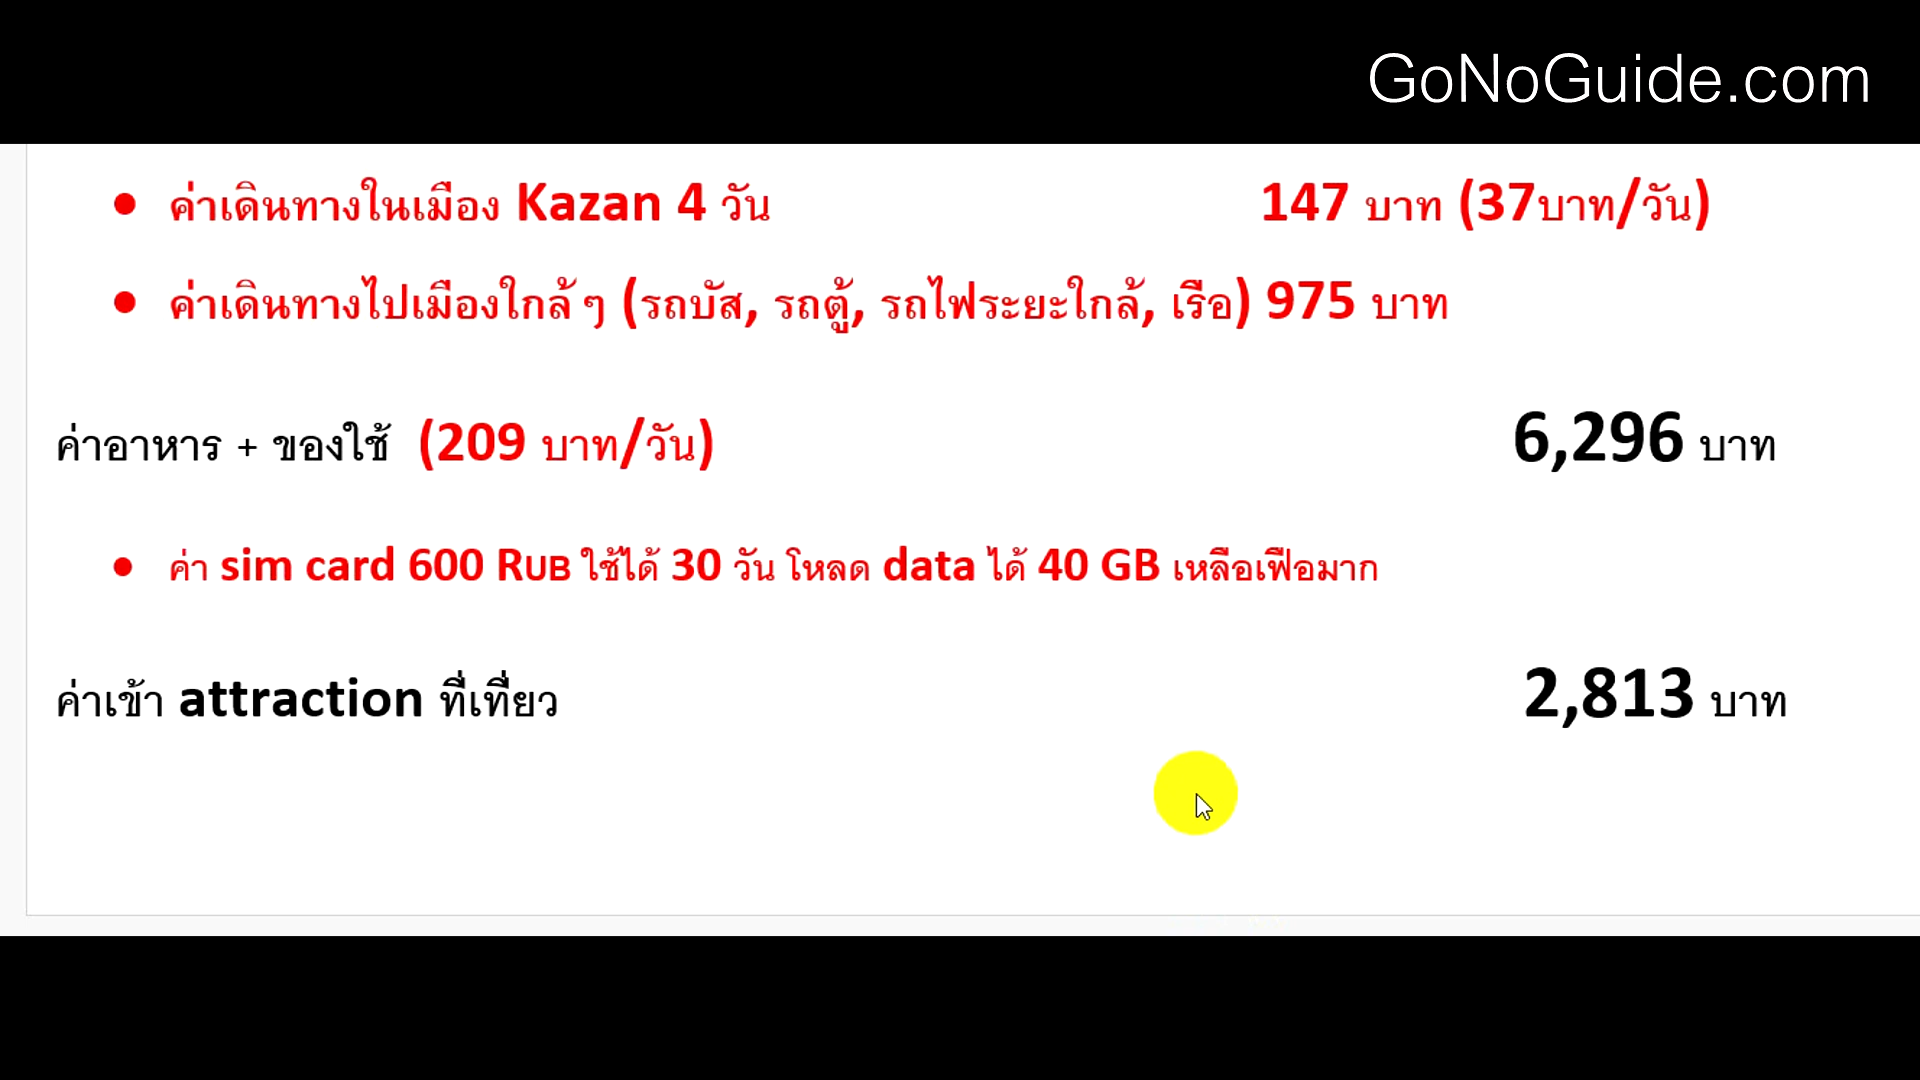 GoNoGuide.com
• ค่าเดินทางในเมือง Kazan 4 วัน 147 บาท (37บาท/วัน)
• ค่าเดินทางไปเมืองใกล้ ๆ (รถบัส, รถตู้, รถไฟระยะใกล้, เรือ) 975 บาท
ค่าอาหาร + ของใช้ (209 บาท/วัน) 6,296 บาท
• ค่า sim card 600 RUB ใช้ได้ 30 วัน โหลด data ได้ 40 GB เหลือเฟือมาก
ค่าเข้า attraction ที่เที่ยว 2,813 บาท